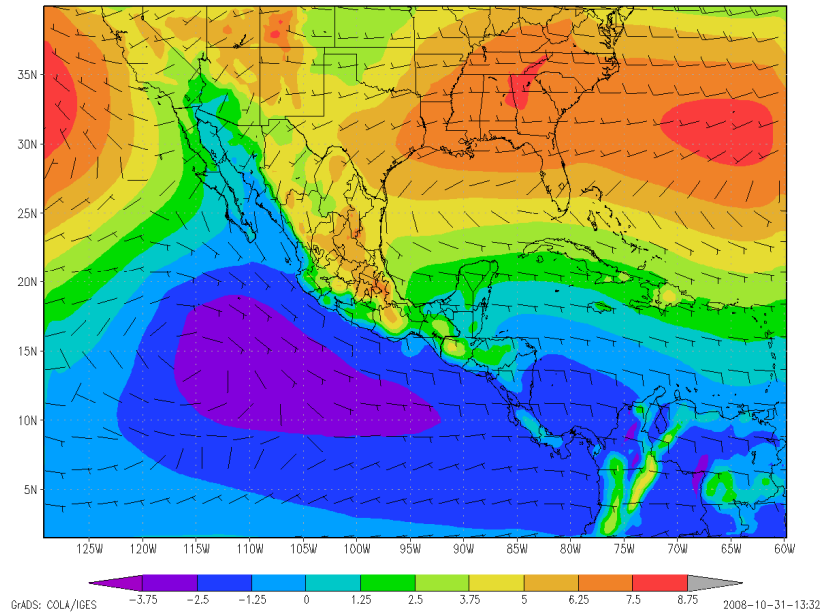 35N
30N
25N
20N
15N
10N
5N
125W 120W 115W 110W 105W 100W 95W 90W 85W 80W 75W 70W 65W 60W
-3.75 -2.5 -1.25 0 1.25 2.5 3.75 5 6.25 7.5 8.75
GrADS: COLA/IGES 2008-10-31-13:32